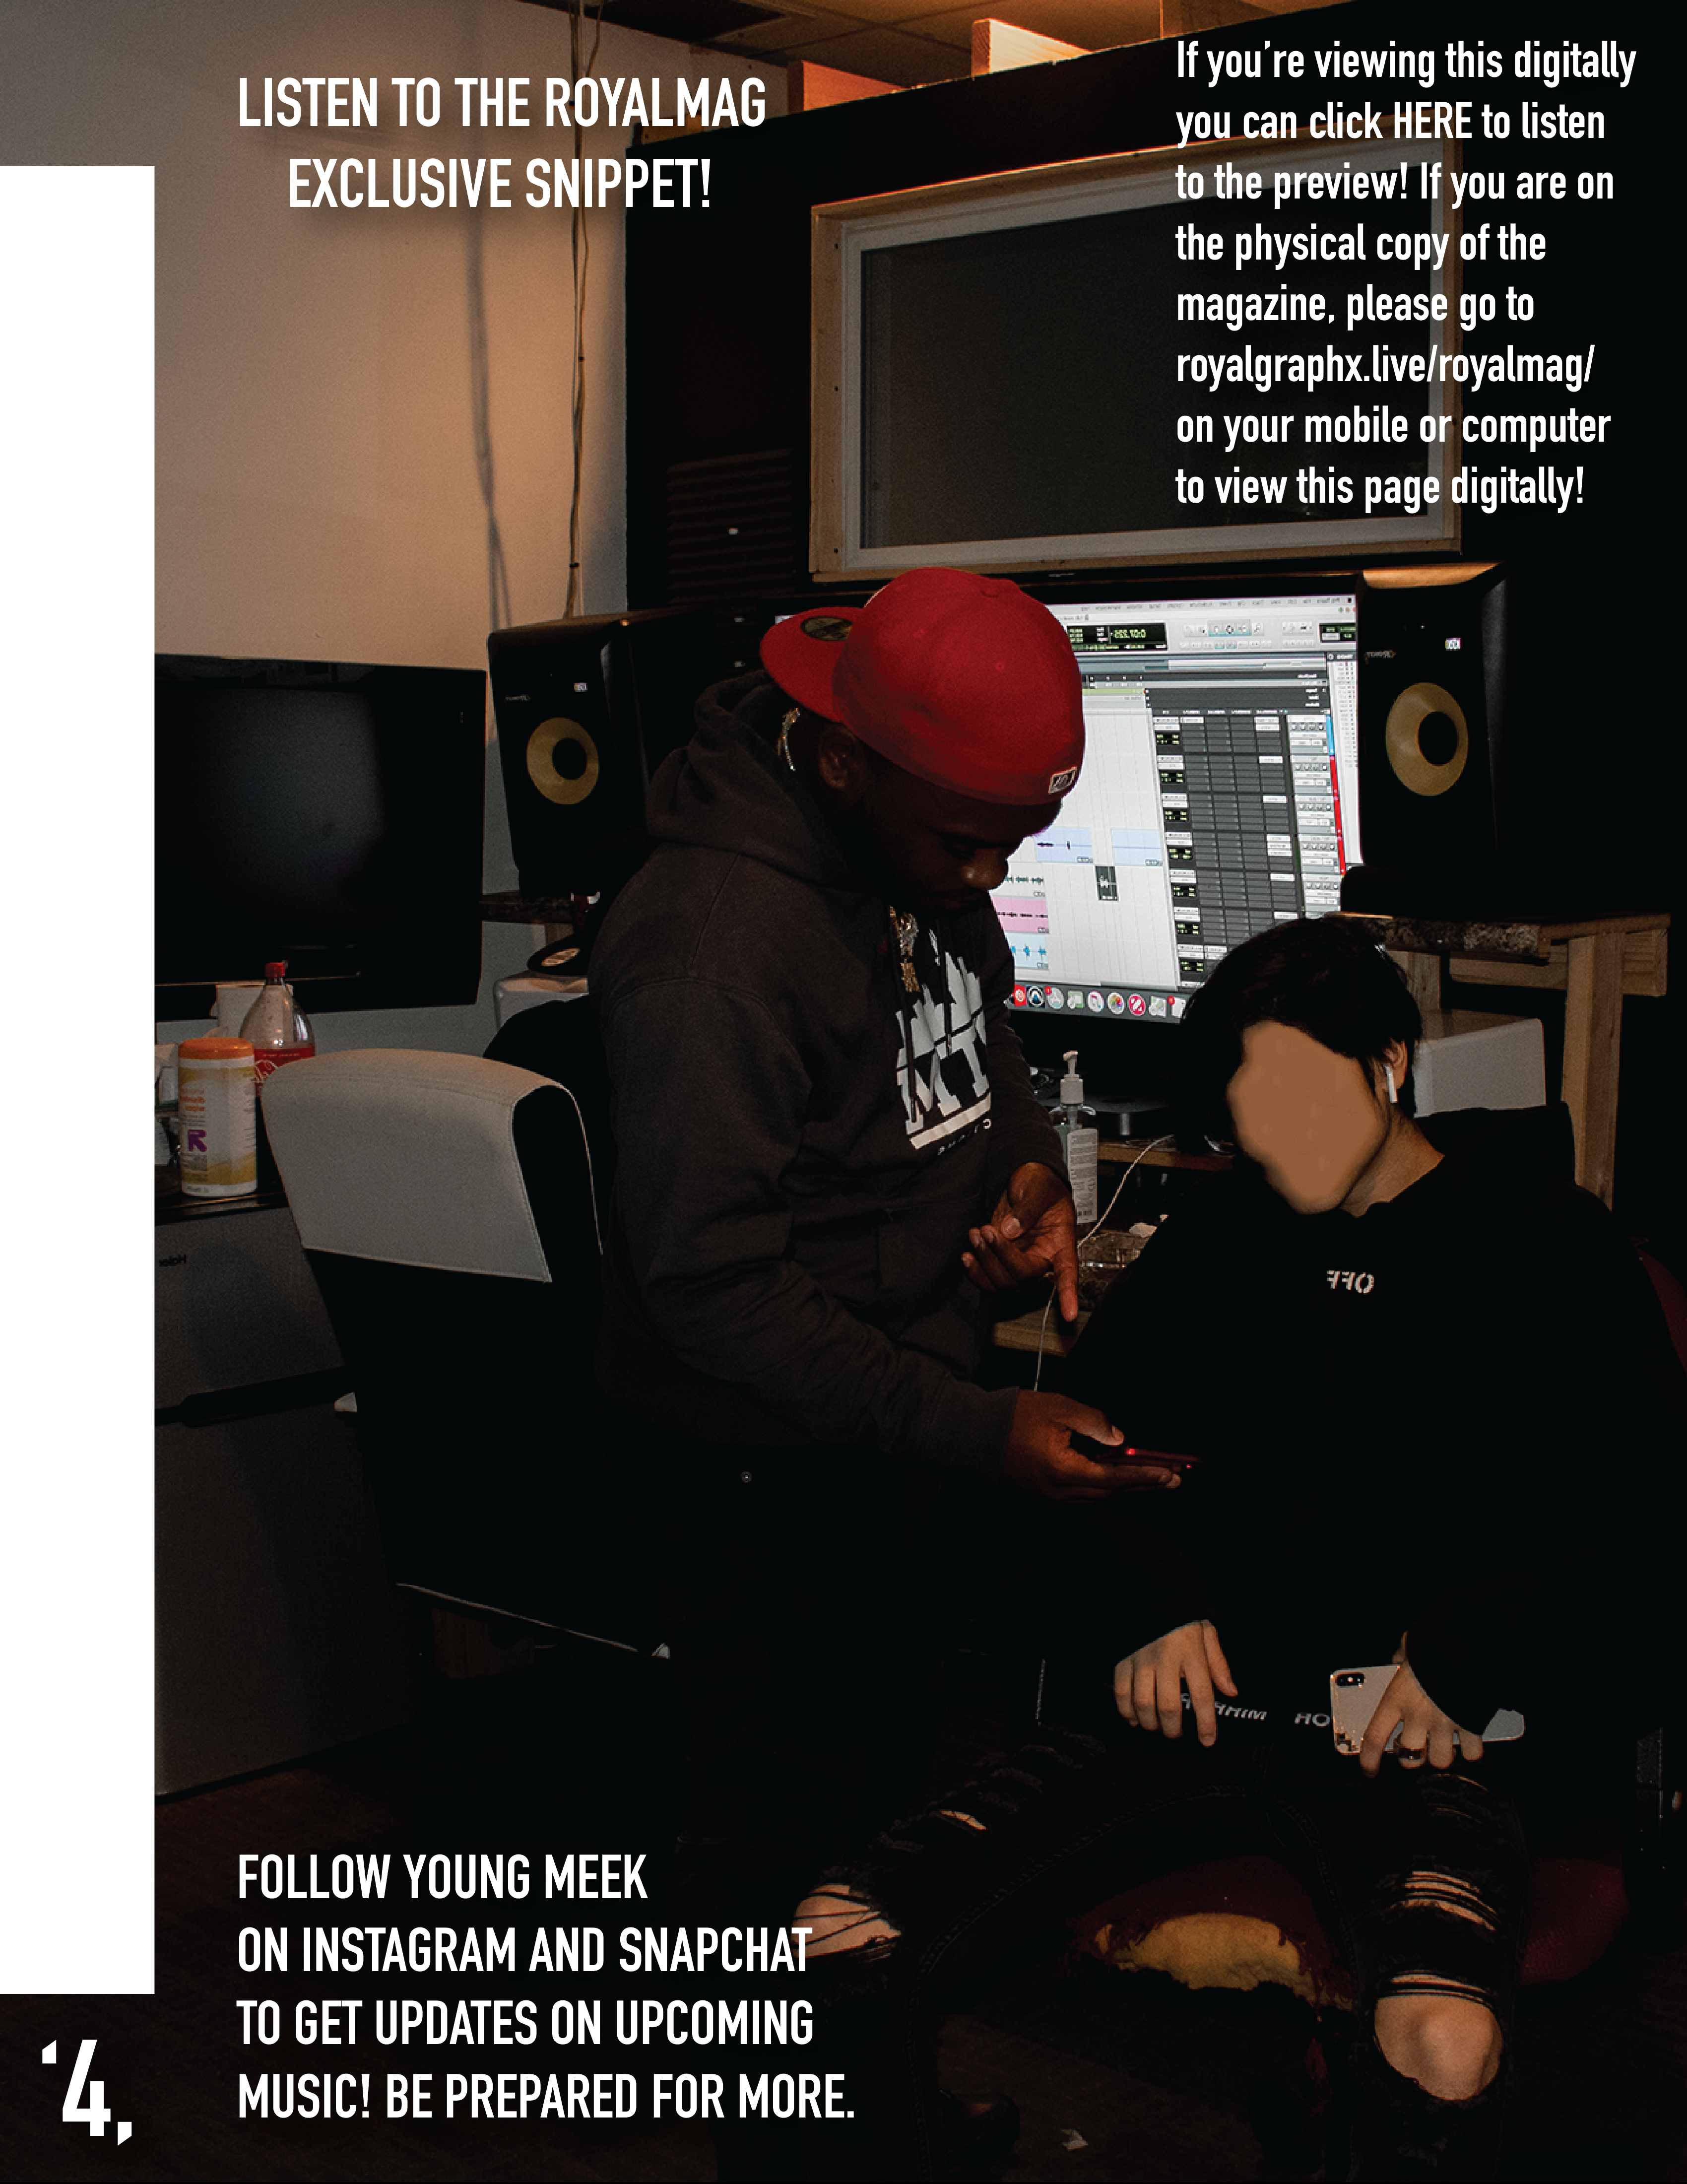 LISTEN TO THE ROYALMAG
EXCLUSIVE SNIPPET!
If you’re viewing this digitally
you can click HERE to listen
to the preview! If you are on
the physical copy of the
magazine, please go to
royalgraphx.live/royalmag/
on your mobile or computer
to view this page digitally!
0:07.225
OFF
FOLLOW YOUNG MEEK
ON INSTAGRAM AND SNAPCHAT
TO GET UPDATES ON UPCOMING
MUSIC! BE PREPARED FOR MORE.
‘4,